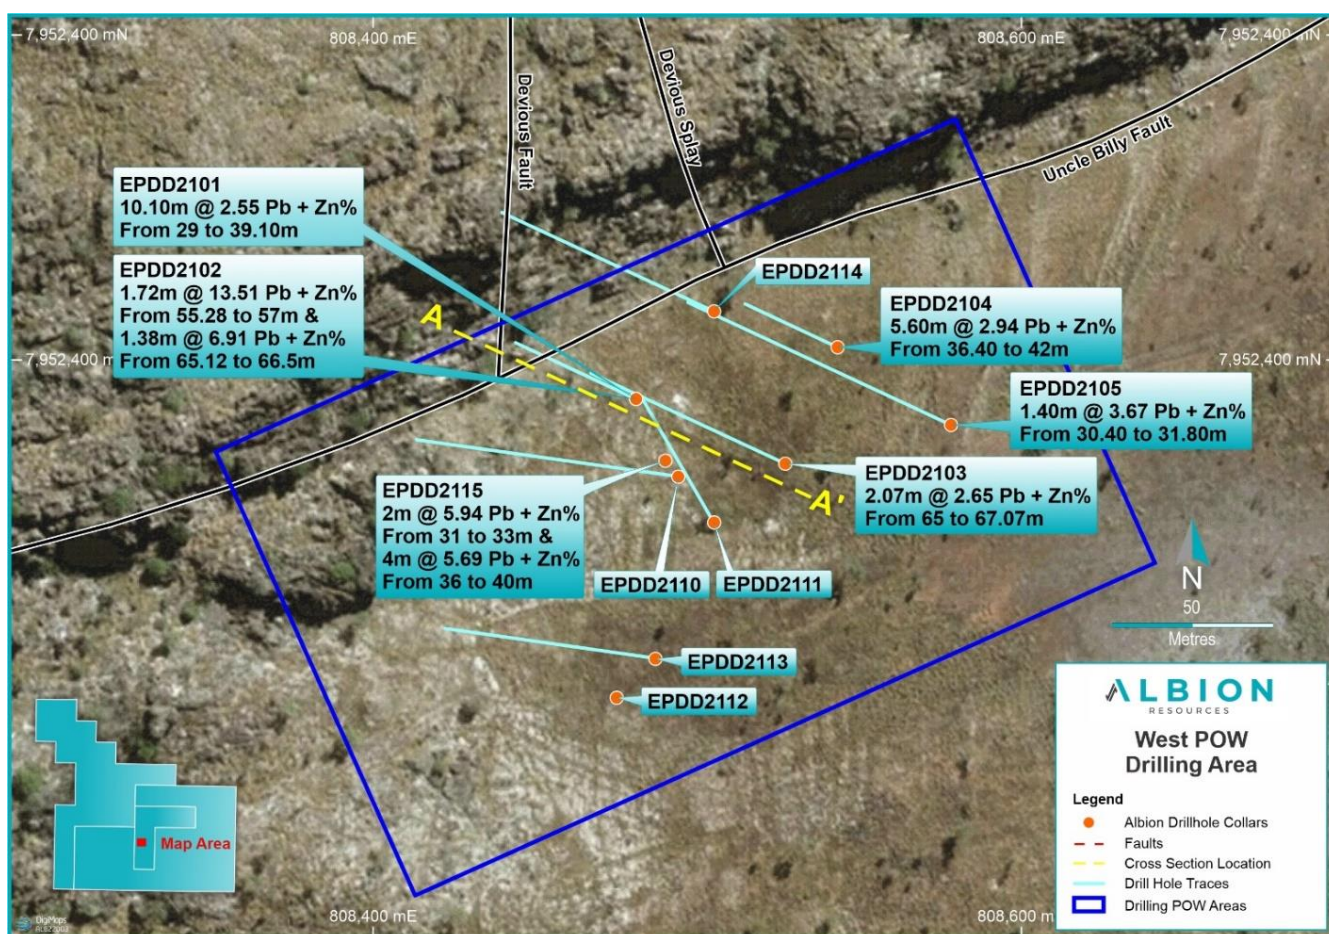 7,952,400 mN
808,400 mE
808,600 mE
7,952,400 mN
Devious Fault
Devious Splay
Uncle Billy Fault
EPDD2101
10.10m @ 2.55 Pb + Zn%
From 29 to 39.10m
EPDD2102
1.72m @ 13.51 Pb + Zn%
From 55.28 to 57m &
1.38m @ 6.91 Pb + Zn%
From 65.12 to 66.5m
EPDD2114
EPDD2104
5.60m @ 2.94 Pb + Zn%
From 36.40 to 42m
7,952,400 mN
A
EPDD2105
1.40m @ 3.67 Pb + Zn%
From 30.40 to 31.80m
EPDD2103
2.07m @ 2.65 Pb + Zn%
From 65 to 67.07m
A'
EPDD2115
2m @ 5.94 Pb + Zn%
From 31 to 33m &
4m @ 5.69 Pb + Zn%
From 36 to 40m
EPDD2110
EPDD2111
N
50
Metres
EPDD2113
EPDD2112
ALBION
RESOURCES
West POW
Drilling Area
Legend
Albion Drillhole Collars
Faults
Cross Section Location
Drill Hole Traces
Drilling POW Areas
Map Area
808,400 mE
808,600 m
DigiMaps